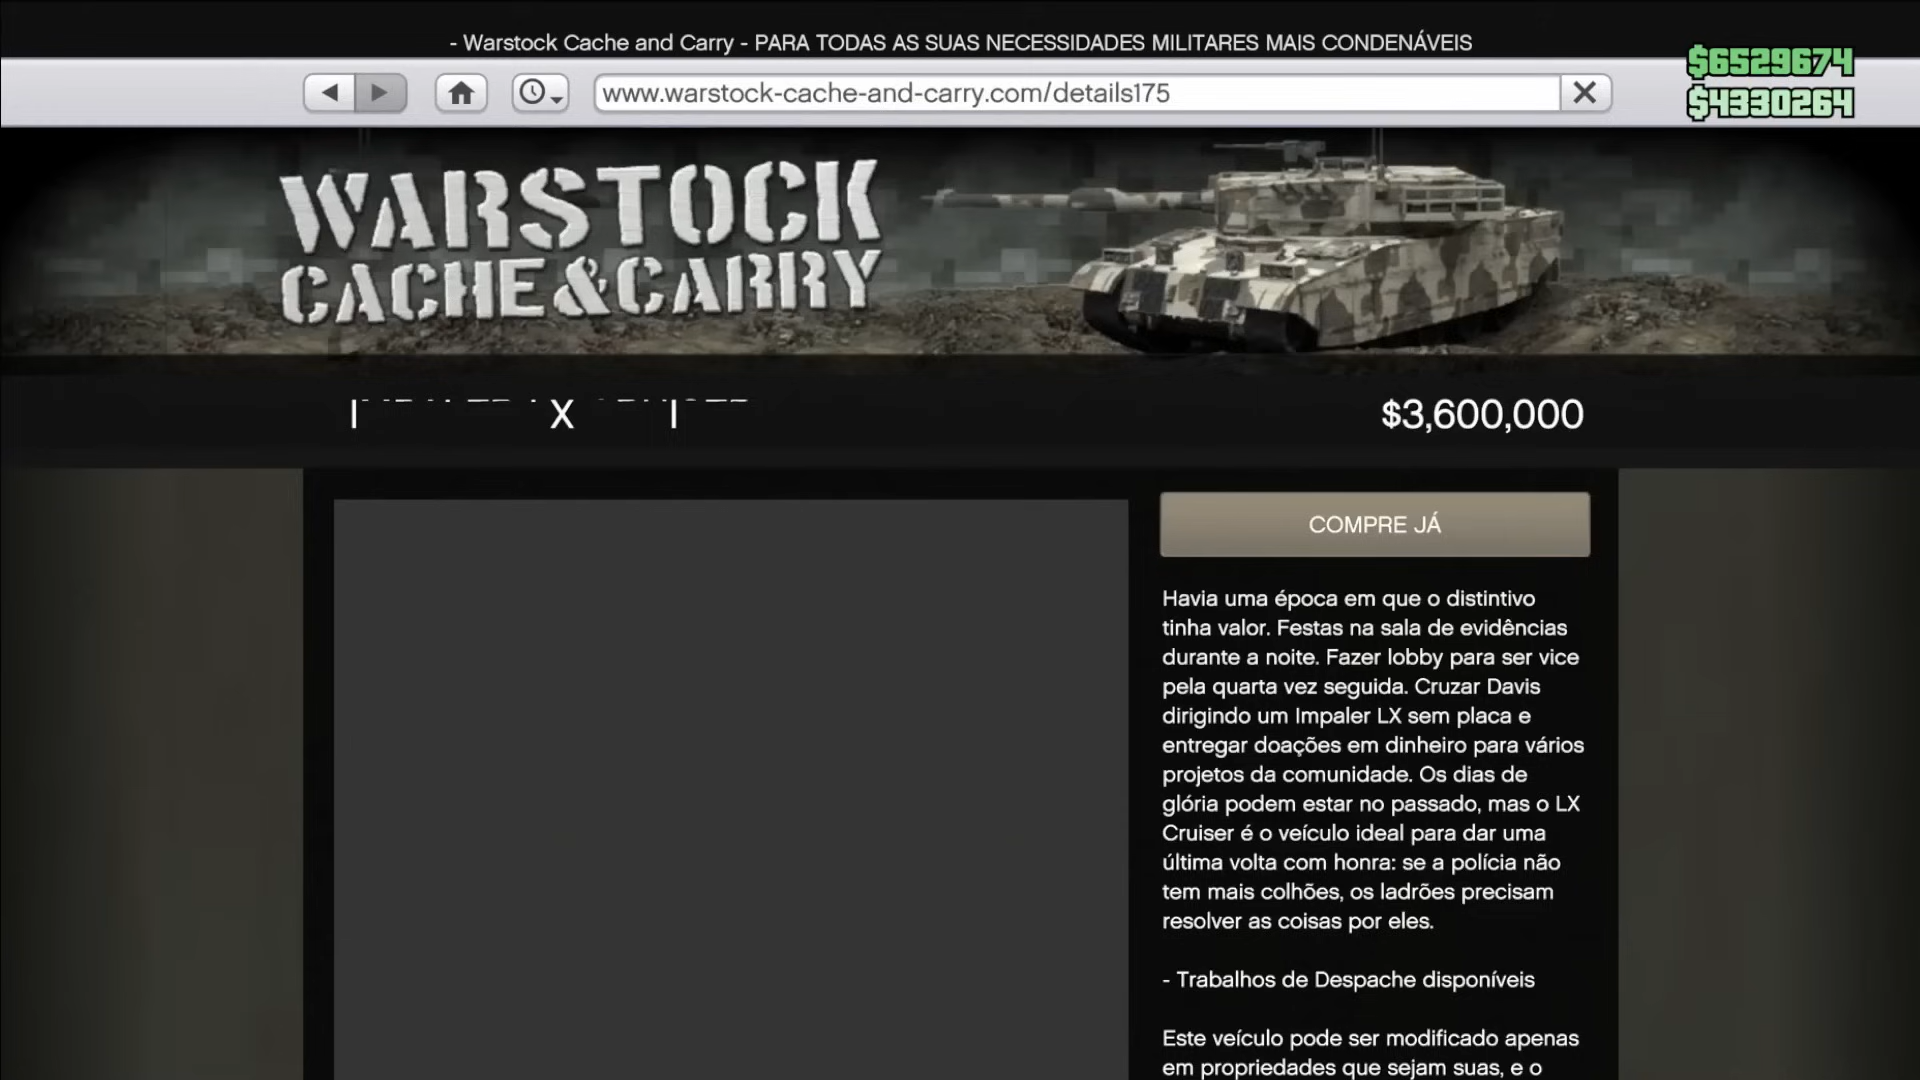 - Warstock Cache and Carry - PARA TODAS AS SUAS NECESSIDADES MILITARES MAIS CONDENÁVEIS
$6529674
www.warstock-cache-and-carry.com/details175
$4330264
WARSTOCK
CACHE&CARRY
$3,600,000
COMPRE JÁ
Havia uma época em que o distintivo
tinha valor. Festas na sala de evidências
durante a noite. Fazer lobby para ser vice
pela quarta vez seguida. Cruzar Davis
dirigindo um Impaler LX sem placa e
entregar doações em dinheiro para vários
projetos da comunidade. Os dias de
glória podem estar no passado, mas o LX
Cruiser é o veículo ideal para dar uma
última volta com honra: se a polícia não
tem mais colhões, os ladrões precisam
resolver as coisas por eles.
- Trabalhos de Despache disponíveis
Este veículo pode ser modificado apenas
em propriedades que sejam suas, e o